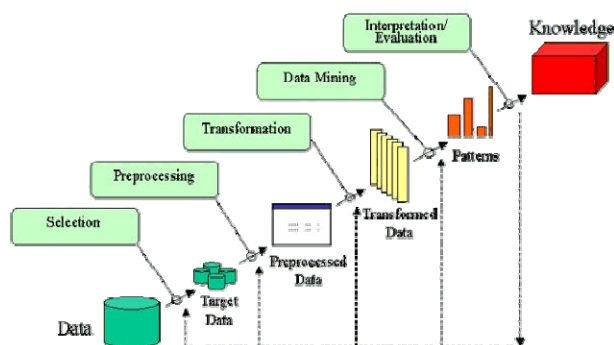 Interpretation/
Evaluation
Knowledge
Data Mining
Transformation
Patterns
Preprocessing
Transformed
Data
Selection
Preprocessed
Data
Target
Data
Data